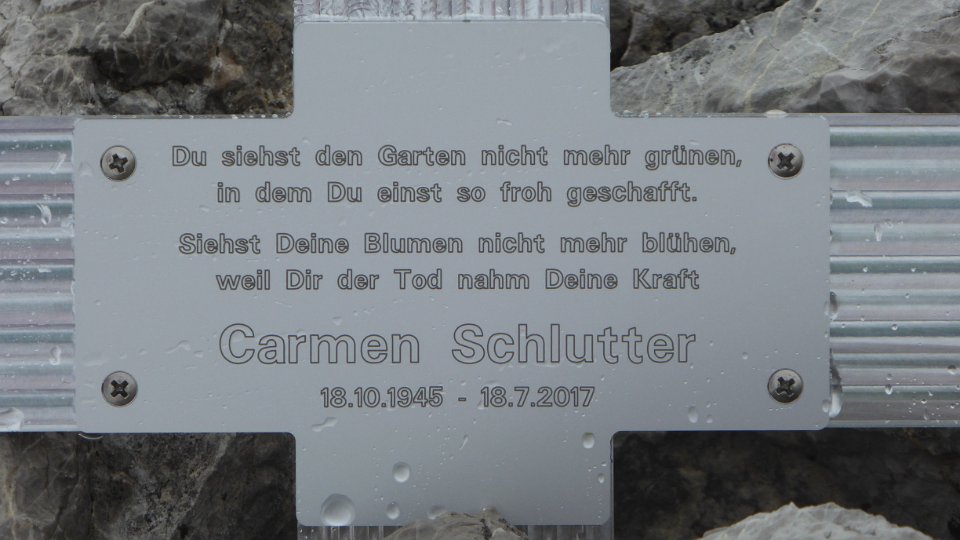 Du siehst den Garten nicht mehr grünen,
in dem Du einst so froh geschafft.
Siehst Deine Blumen nicht mehr blühen,
weil Dir der Tod nahm Deine Kraft
Carmen Schlutter
18.10.1945 - 18.7.2017